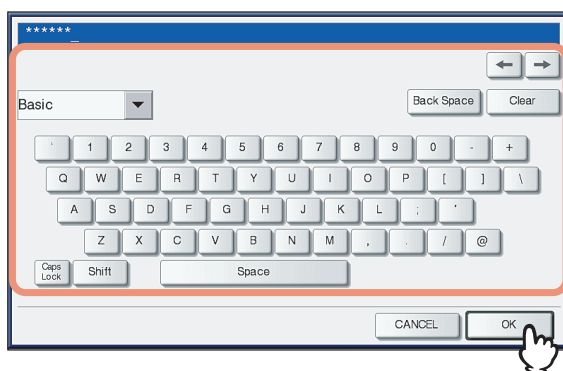 ******_
← →
Basic Back Space Clear
` 1 2 3 4 5 6 7 8 9 0 - +
Q W E R T Y U I O P [ ] \
A S D F G H J K L ; '
Z X C V B N M , . / @
Caps Lock Shift Space
CANCEL OK